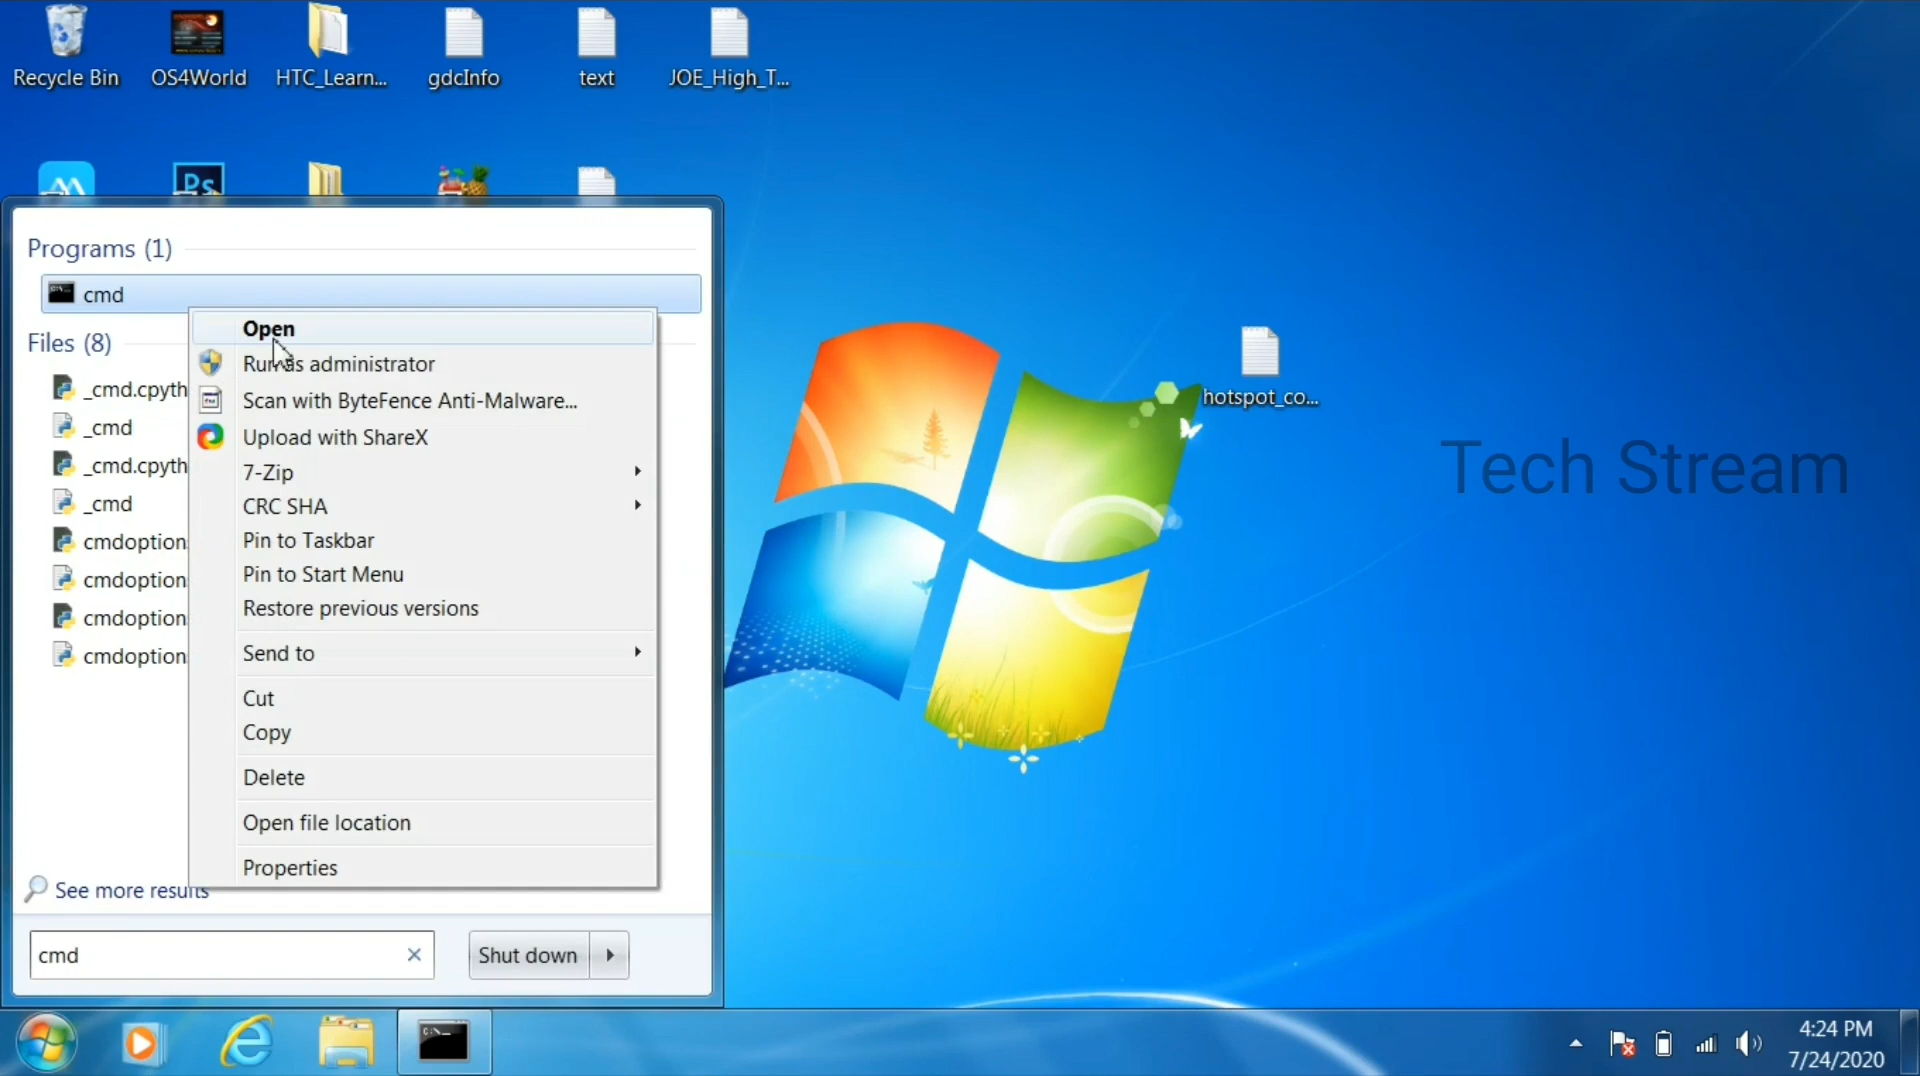 Recycle Bin
OS4World
HTC_Learn...
gdcInfo
text
JOE_High_T...
Ps
Programs (1)
cmd
Files (8)
_cmd.cpyth
_cmd
_cmd.cpyth
_cmd
cmdoption
cmdoption
cmdoption
cmdoption
Open
Run as administrator
Scan with ByteFence Anti-Malware...
Upload with ShareX
7-Zip
CRC SHA
Pin to Taskbar
Pin to Start Menu
Restore previous versions
Send to
Cut
Copy
Delete
Open file location
Properties
See more results
cmd
Shut down
hotspot_co...
Tech Stream
4:24 PM
7/24/2020